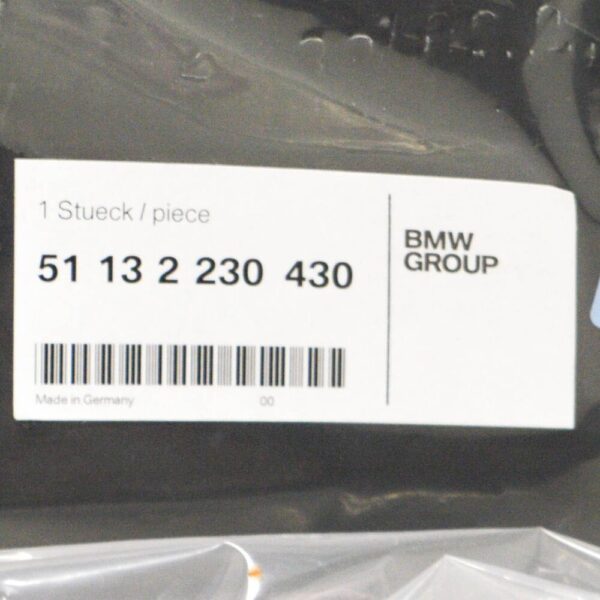 1 Stueck / piece
51 13 2 230 430
BMW
GROUP
Made in Germany 00